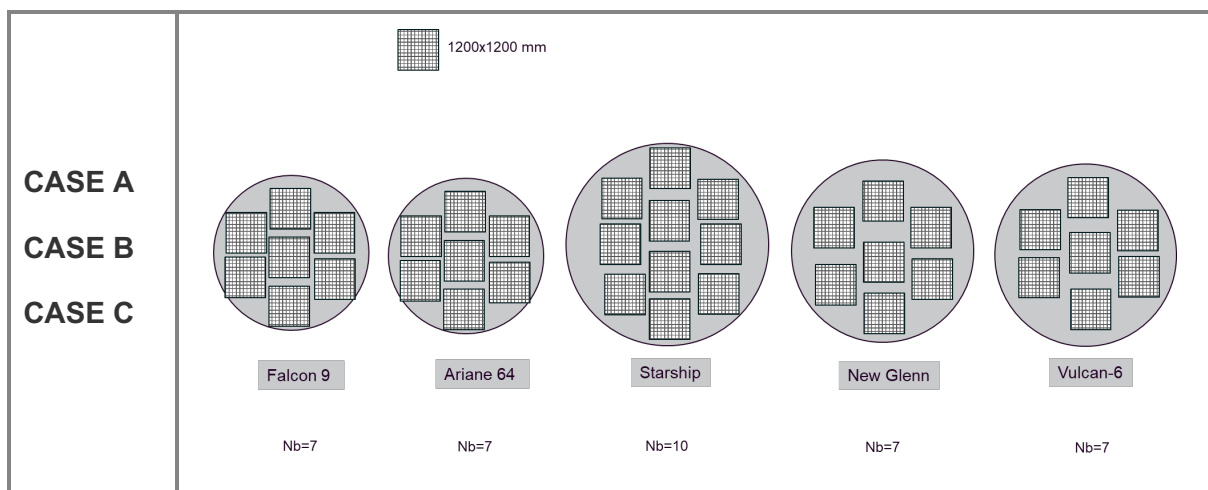 1200x1200 mm
CASE A
CASE B
CASE C
Falcon 9
Ariane 64
Starship
New Glenn
Vulcan-6
Nb=7
Nb=7
Nb=10
Nb=7
Nb=7